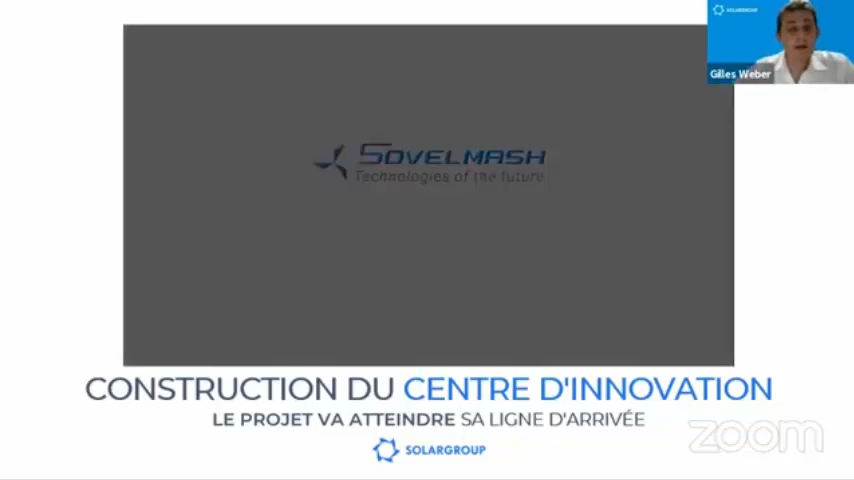 SOLARGROUP
Gilles Weber
SOVELMASH
Technologies of the future
CONSTRUCTION DU CENTRE D'INNOVATION
LE PROJET VA ATTEINDRE SA LIGNE D'ARRIVÉE
SOLARGROUP
zoom